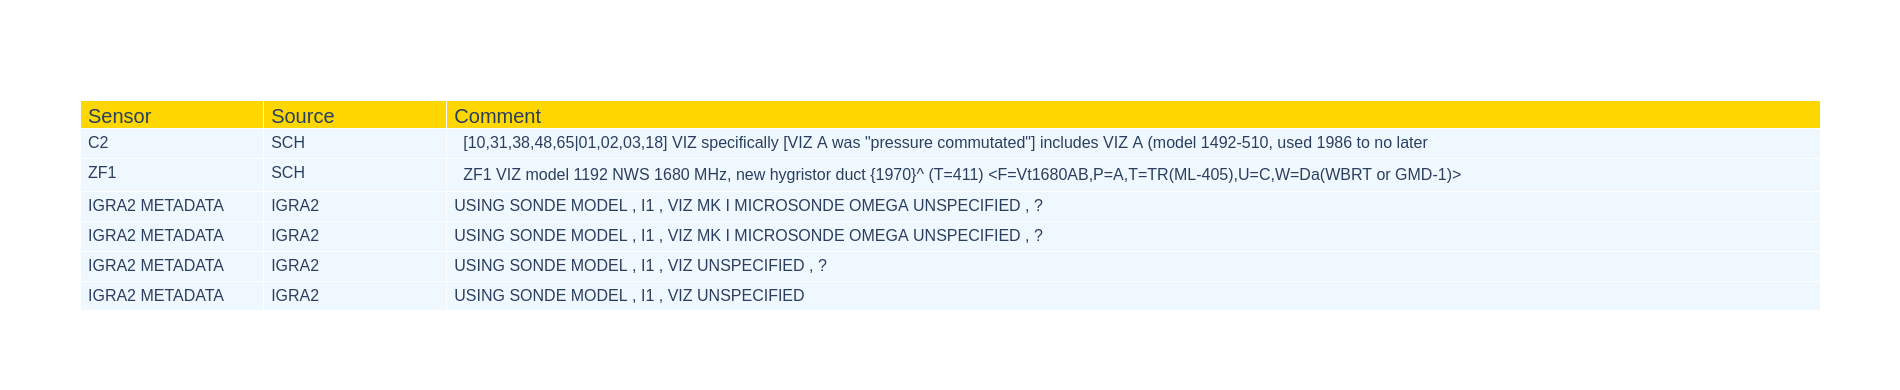 Sensor Source Comment
C2 SCH [10,31,38,48,65|01,02,03,18] VIZ specifically [VIZ A was "pressure commutated"] includes VIZ A (model 1492-510, used 1986 to no later
ZF1 SCH ZF1 VIZ model 1192 NWS 1680 MHz, new hygristor duct {1970}^ (T=411) <F=Vt1680AB,P=A,T=TR(ML-405),U=C,W=Da(WBRT or GMD-1)>
IGRA2 METADATA IGRA2 USING SONDE MODEL , I1 , VIZ MK I MICROSONDE OMEGA UNSPECIFIED , ?
IGRA2 METADATA IGRA2 USING SONDE MODEL , I1 , VIZ MK I MICROSONDE OMEGA UNSPECIFIED , ?
IGRA2 METADATA IGRA2 USING SONDE MODEL , I1 , VIZ UNSPECIFIED , ?
IGRA2 METADATA IGRA2 USING SONDE MODEL , I1 , VIZ UNSPECIFIED